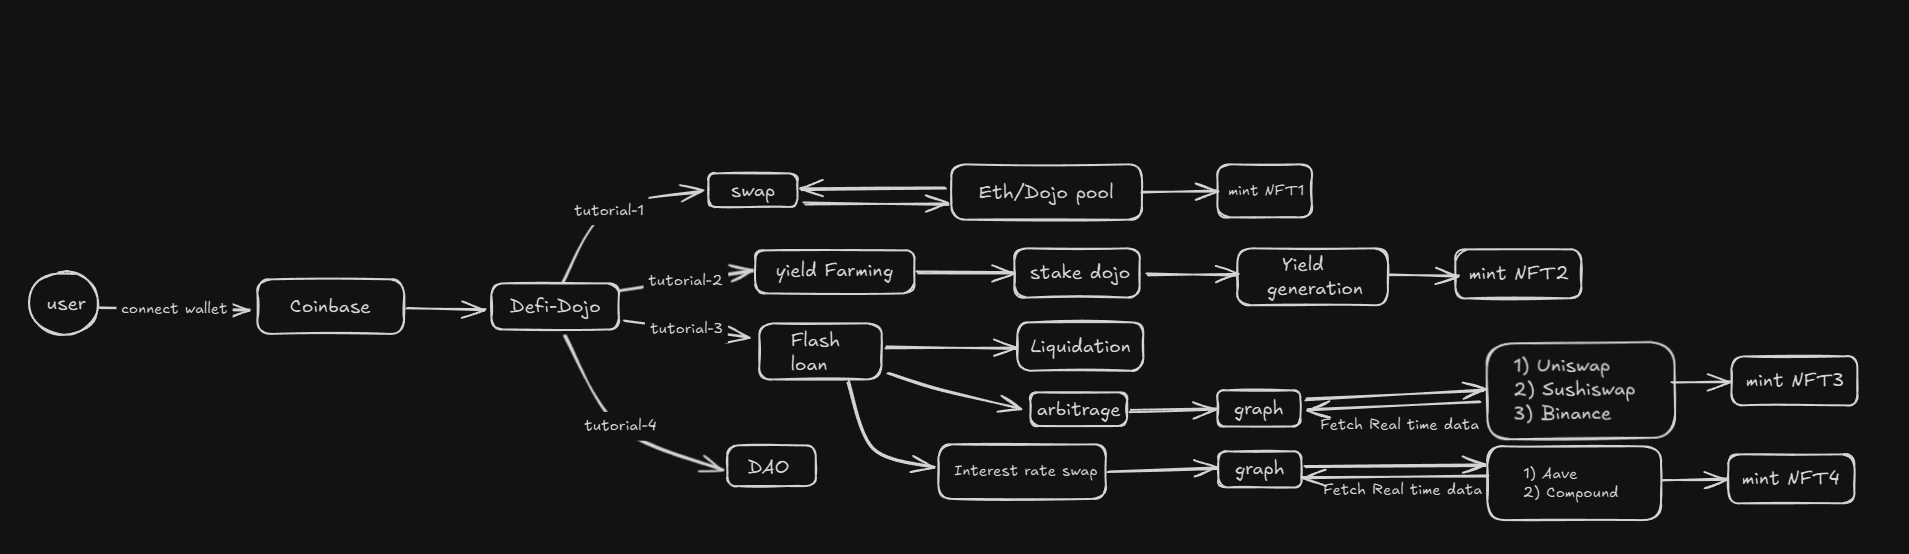 user
connect wallet
Coinbase
Defi-Dojo
tutorial-1
swap
Eth/Dojo pool
mint NFT1
tutorial-2
yield Farming
stake dojo
Yield
generation
mint NFT2
tutorial-3
Flash
loan
Liquidation
arbitrage
graph
Fetch Real time data
1) Uniswap
2) Sushiswap
3) Binance
mint NFT3
Interest rate swap
graph
Fetch Real time data
1) Aave
2) Compound
mint NFT4
tutorial-4
DAO